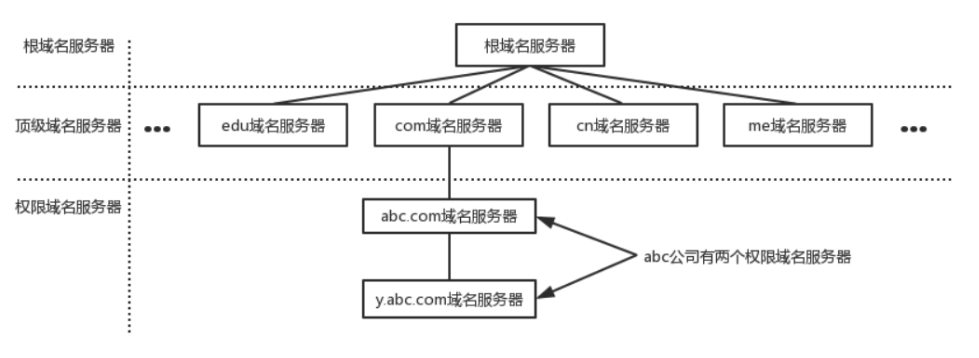 根域名服务器
根域名服务器
顶级域名服务器
•••
edu域名服务器
com域名服务器
cn域名服务器
me域名服务器
•••
权限域名服务器
abc.com域名服务器
abc公司有两个权限域名服务器
y.abc.com域名服务器